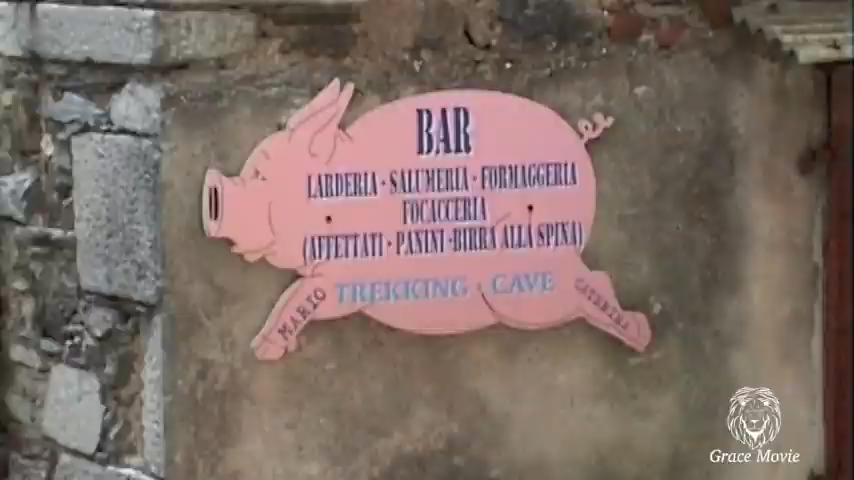 BAR
LARDERIA · SALUMERIA · FORMAGGERIA
FOCACCERIA
(AFFETTATI · PANINI · BIRRA ALLA SPINA)
TREKKING · CAVE
MARIO
CATERINA
Grace Movie